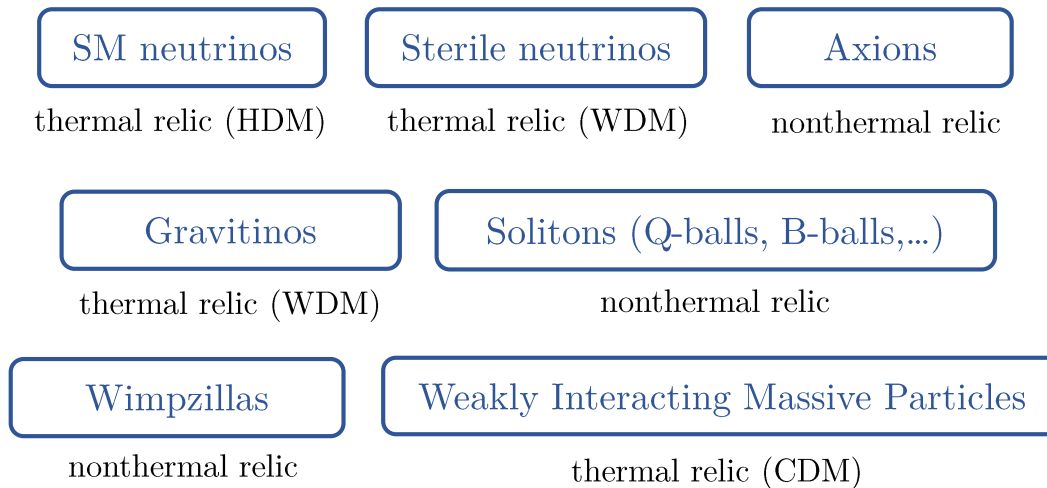 SM neutrinos
Sterile neutrinos
Axions
thermal relic (HDM)
thermal relic (WDM)
nonthermal relic
Gravitinos
Solitons (Q-balls, B-balls,…)
thermal relic (WDM)
nonthermal relic
Wimpzillas
Weakly Interacting Massive Particles
nonthermal relic
thermal relic (CDM)